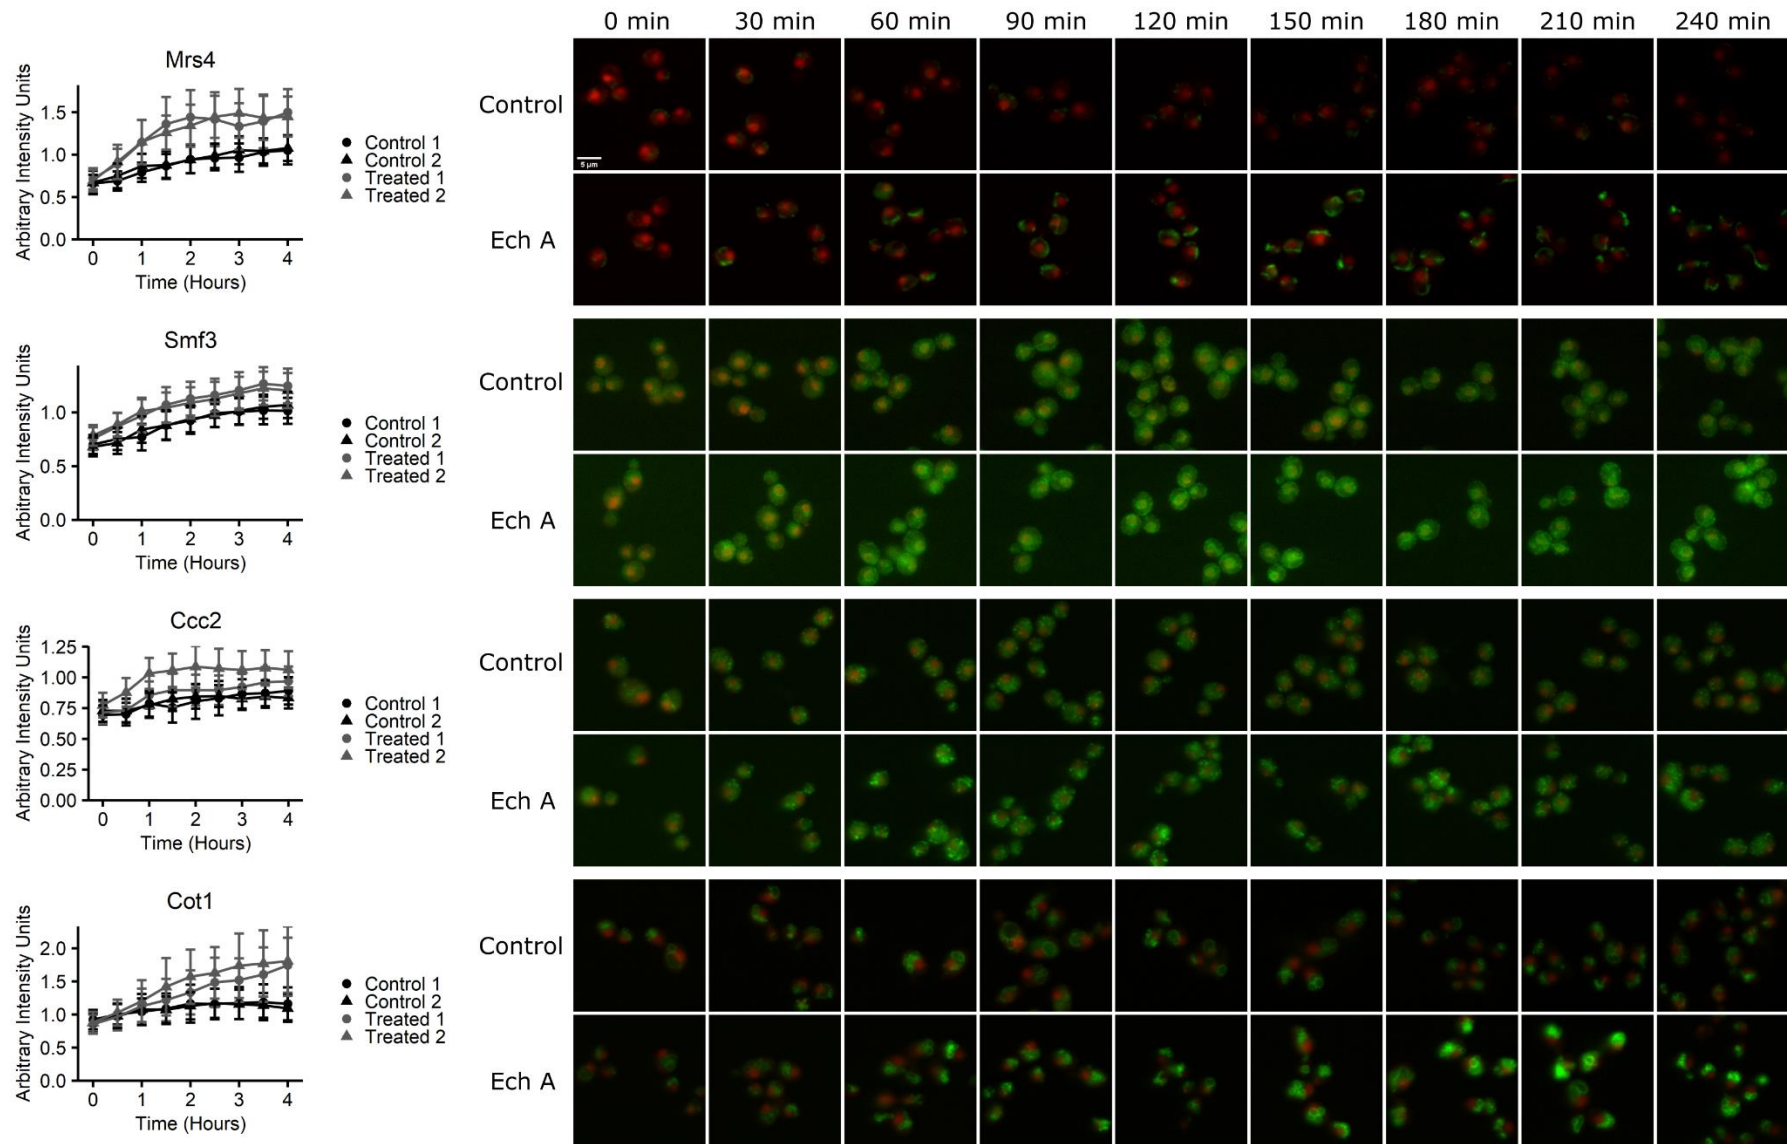 0 min 30 min 60 min 90 min 120 min 150 min 180 min 210 min 240 min
Mrs4
Arbitrary Intensity Units
1.5
1.0
0.5
0.0
0 1 2 3 4
Time (Hours)
Control 1
Control 2
Treated 1
Treated 2
Control
5 µm
Ech A
Smf3
Arbitrary Intensity Units
1.0
0.5
0.0
0 1 2 3 4
Time (Hours)
Control 1
Control 2
Treated 1
Treated 2
Control
Ech A
Ccc2
Arbitrary Intensity Units
1.25
1.00
0.75
0.50
0.25
0.00
0 1 2 3 4
Time (Hours)
Control 1
Control 2
Treated 1
Treated 2
Control
Ech A
Cot1
Arbitrary Intensity Units
2.0
1.5
1.0
0.5
0.0
0 1 2 3 4
Time (Hours)
Control 1
Control 2
Treated 1
Treated 2
Control
Ech A